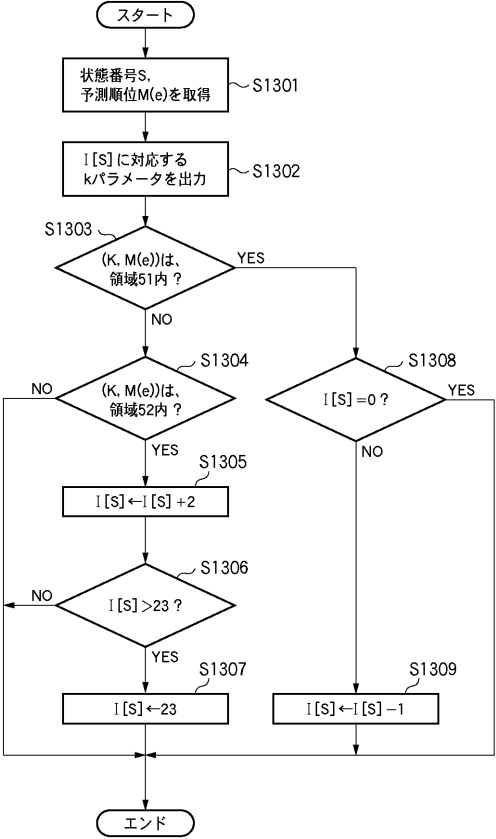 スタート
状態番号S,
予測順位M(e)を取得
S1301
I[S]に対応する
kパラメータを出力
S1302
S1303
(K, M(e))は、
領域51内?
YES
NO
S1304
(K, M(e))は、
領域52内?
NO
YES
S1308
I[S]=0?
YES
NO
S1305
I[S]←I[S]+2
S1306
I[S]>23?
NO
YES
S1307
I[S]←23
S1309
I[S]←I[S]-1
エンド